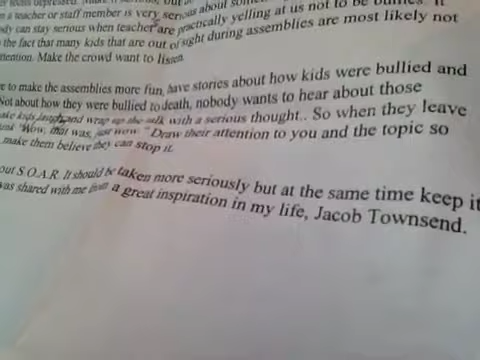 a teacher or staff member is very serious about
body can stay serious when teacher are practically yelling at us not to be bullies. It
the fact that many kids that are out of sight during assemblies are most likely not
attention. Make the crowd want to listen.
to make the assemblies more fun, have stories about how kids were bullied and
Not about how they were bullied to death, nobody wants to hear about those
make kids laugh and wrap up the talk with a serious thought.. So when they leave
"Wow, that was, just wow." Draw their attention to you and the topic so
make them believe they can stop it.
out S.O.A.R. It should be taken more seriously but at the same time keep it
was shared with me from a great inspiration in my life, Jacob Townsend.